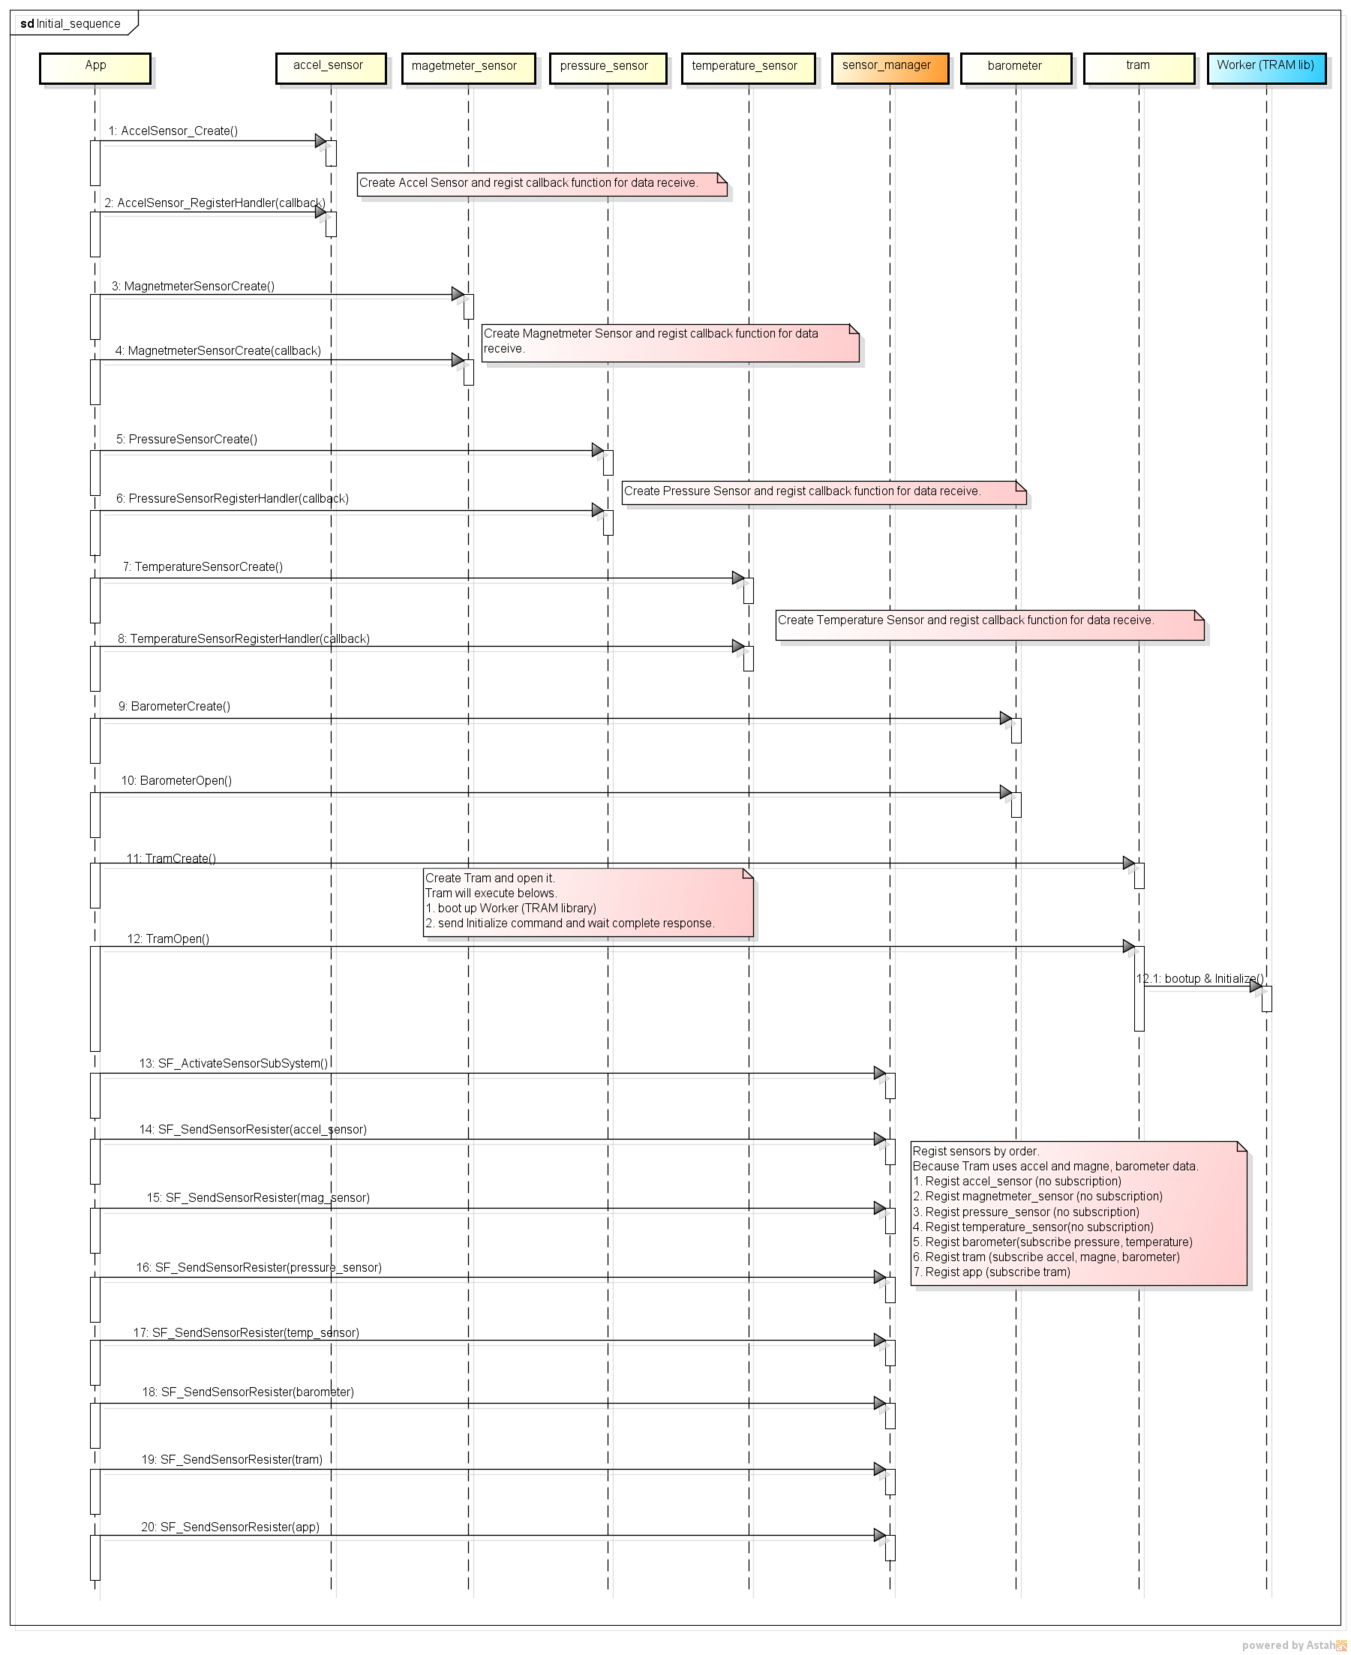 sd Initial_sequence
App
accel_sensor
magetmeter_sensor
pressure_sensor
temperature_sensor
sensor_manager
barometer
tram
Worker (TRAM lib)
1: AccelSensor_Create()
Create Accel Sensor and regist callback function for data receive.
2: AccelSensor_RegisterHandler(callback)
3: MagnetmeterSensorCreate()
Create Magnetmeter Sensor and regist callback function for data
receive.
4: MagnetmeterSensorCreate(callback)
5: PressureSensorCreate()
Create Pressure Sensor and regist callback function for data receive.
6: PressureSensorRegisterHandler(callback)
7: TemperatureSensorCreate()
Create Temperature Sensor and regist callback function for data receive.
8: TemperatureSensorRegisterHandler(callback)
9: BarometerCreate()
10: BarometerOpen()
11: TramCreate()
Create Tram and open it.
Tram will execute belows.
1. boot up Worker (TRAM library)
2. send Initialize command and wait complete response.
12: TramOpen()
12.1: bootup & Initialize()
13: SF_ActivateSensorSubSystem()
14: SF_SendSensorResister(accel_sensor)
Regist sensors by order.
Because Tram uses accel and magne, barometer data.
1. Regist accel_sensor (no subscription)
2. Regist magnetmeter_sensor (no subscription)
3. Regist pressure_sensor (no subscription)
4. Regist temperature_sensor(no subscription)
5. Regist barometer(subscribe pressure, temperature)
6. Regist tram (subscribe accel, magne, barometer)
7. Regist app (subscribe tram)
15: SF_SendSensorResister(mag_sensor)
16: SF_SendSensorResister(pressure_sensor)
17: SF_SendSensorResister(temp_sensor)
18: SF_SendSensorResister(barometer)
19: SF_SendSensorResister(tram)
20: SF_SendSensorResister(app)
powered by Astah